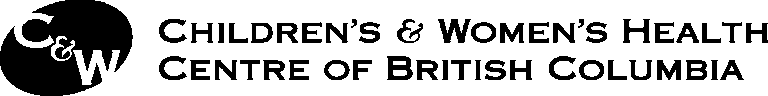 C&W
CHILDREN'S & WOMEN'S HEALTH
CENTRE OF BRITISH COLUMBIA